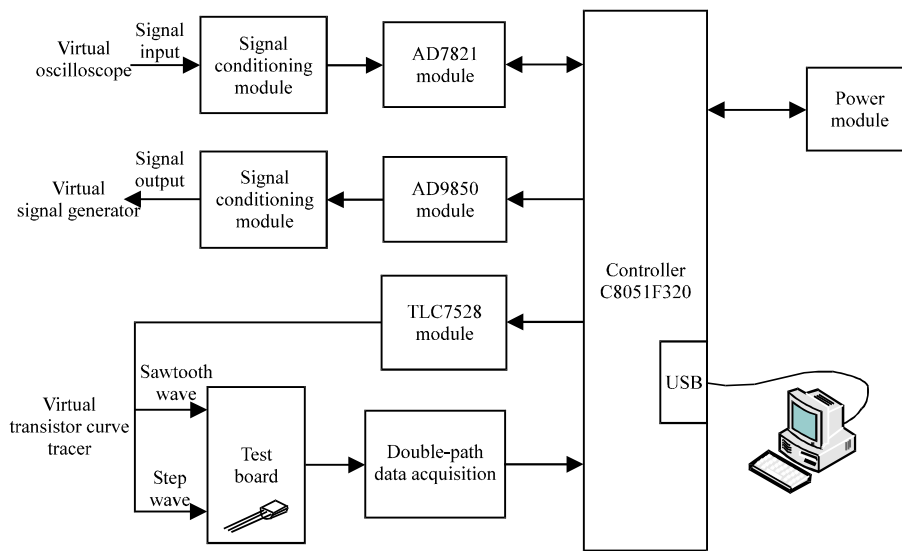 Virtual
oscilloscope
Signal
input
Signal
conditioning
module
AD7821
module
Power
module
Virtual
signal generator
Signal
output
Signal
conditioning
module
AD9850
module
Controller
C8051F320
TLC7528
module
USB
Virtual
transistor curve
tracer
Sawtooth
wave
Step
wave
Test
board
Double-path
data acquisition